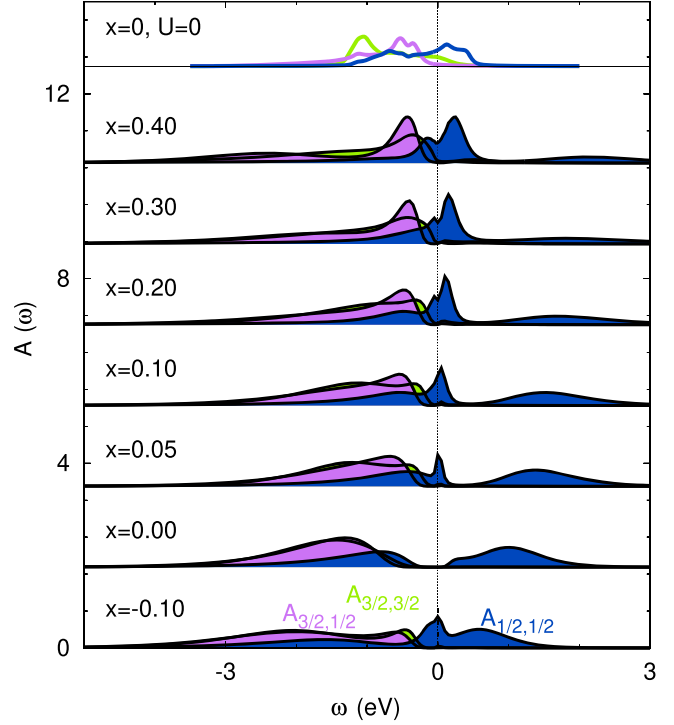 x=0, U=0
12
x=0.40
x=0.30
8
x=0.20
A (ω)
x=0.10
x=0.05
4
x=0.00
x=-0.10
A3/2,1/2
A3/2,3/2
A1/2,1/2
0
-3
0
3
ω (eV)